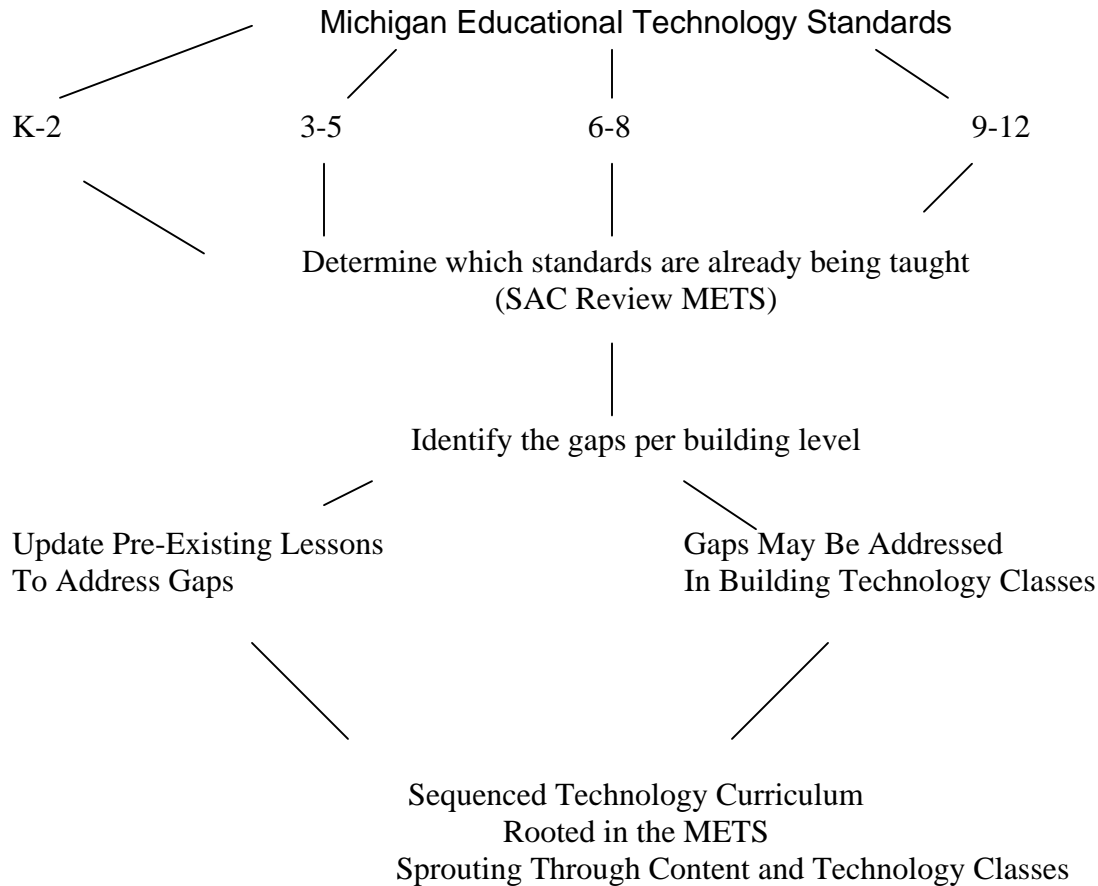 Michigan Educational Technology Standards
K-2 3-5 6-8 9-12
Determine which standards are already being taught
(SAC Review METS)
Identify the gaps per building level
Update Pre-Existing Lessons
To Address Gaps
Gaps May Be Addressed
In Building Technology Classes
Sequenced Technology Curriculum
Rooted in the METS
Sprouting Through Content and Technology Classes